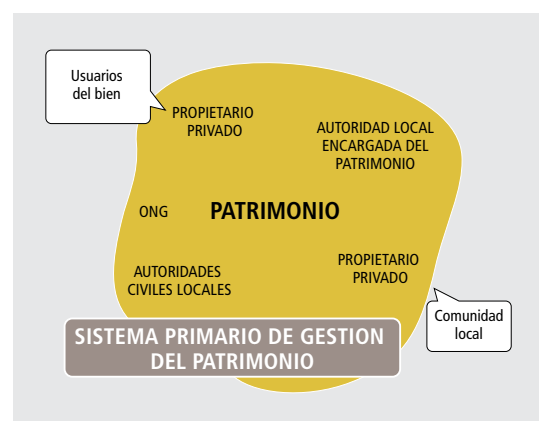 Usuarios
del bien
PROPIETARIO
PRIVADO
AUTORIDAD LOCAL
ENCARGADA DEL
PATRIMONIO
ONG
PATRIMONIO
PROPIETARIO
PRIVADO
AUTORIDADES
CIVILES LOCALES
Comunidad
local
SISTEMA PRIMARIO DE GESTION
DEL PATRIMONIO